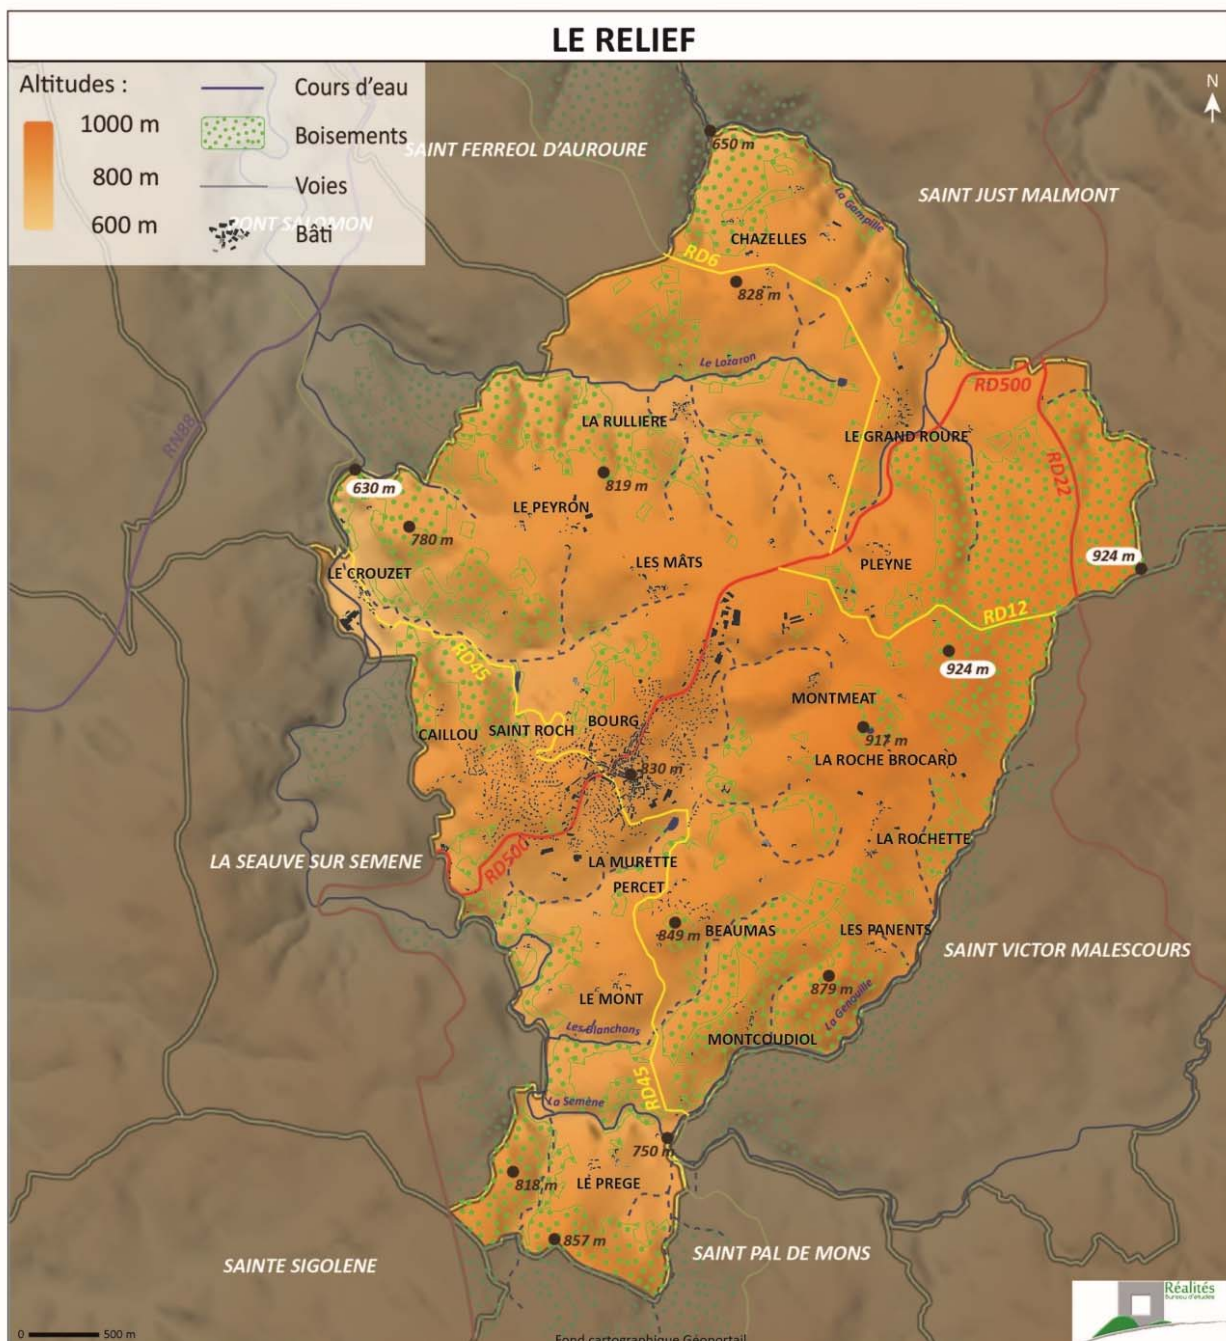 LE RELIEF
Altitudes :
1000 m
800 m
600 m
Cours d'eau
Boisements
Voies
Bâti
N
SAINT FERREOL D'AUROURE
PONT SALOMON
SAINT JUST MALMONT
650 m
La Gampille
CHAZELLES
RD6
828 m
Le Lozaron
RD500
RN88
LA RULLIERE
LE GRAND ROURE
RD22
630 m
819 m
LE PEYRON
780 m
LES MÂTS
PLEYNE
924 m
LE CROUZET
RD12
RD45
924 m
MONTMEAT
BOURG
SAINT ROCH
CAILLOU
917 m
LA ROCHE BROCARD
830 m
LA ROCHETTE
LA SEAUVE SUR SEMENE
RD500
LA MURETTE
PERCET
849 m
BEAUMAS
LES PANENTS
SAINT VICTOR MALESCOURS
879 m
La Genouille
LE MONT
Les Blanchons
MONTCOUDIOL
RD45
La Semène
750 m
818 m
LE PREGE
857 m
SAINT PAL DE MONS
SAINTE SIGOLENE
Réalités
Bureau d'études
0 500 m
Fond cartographique Géoportail